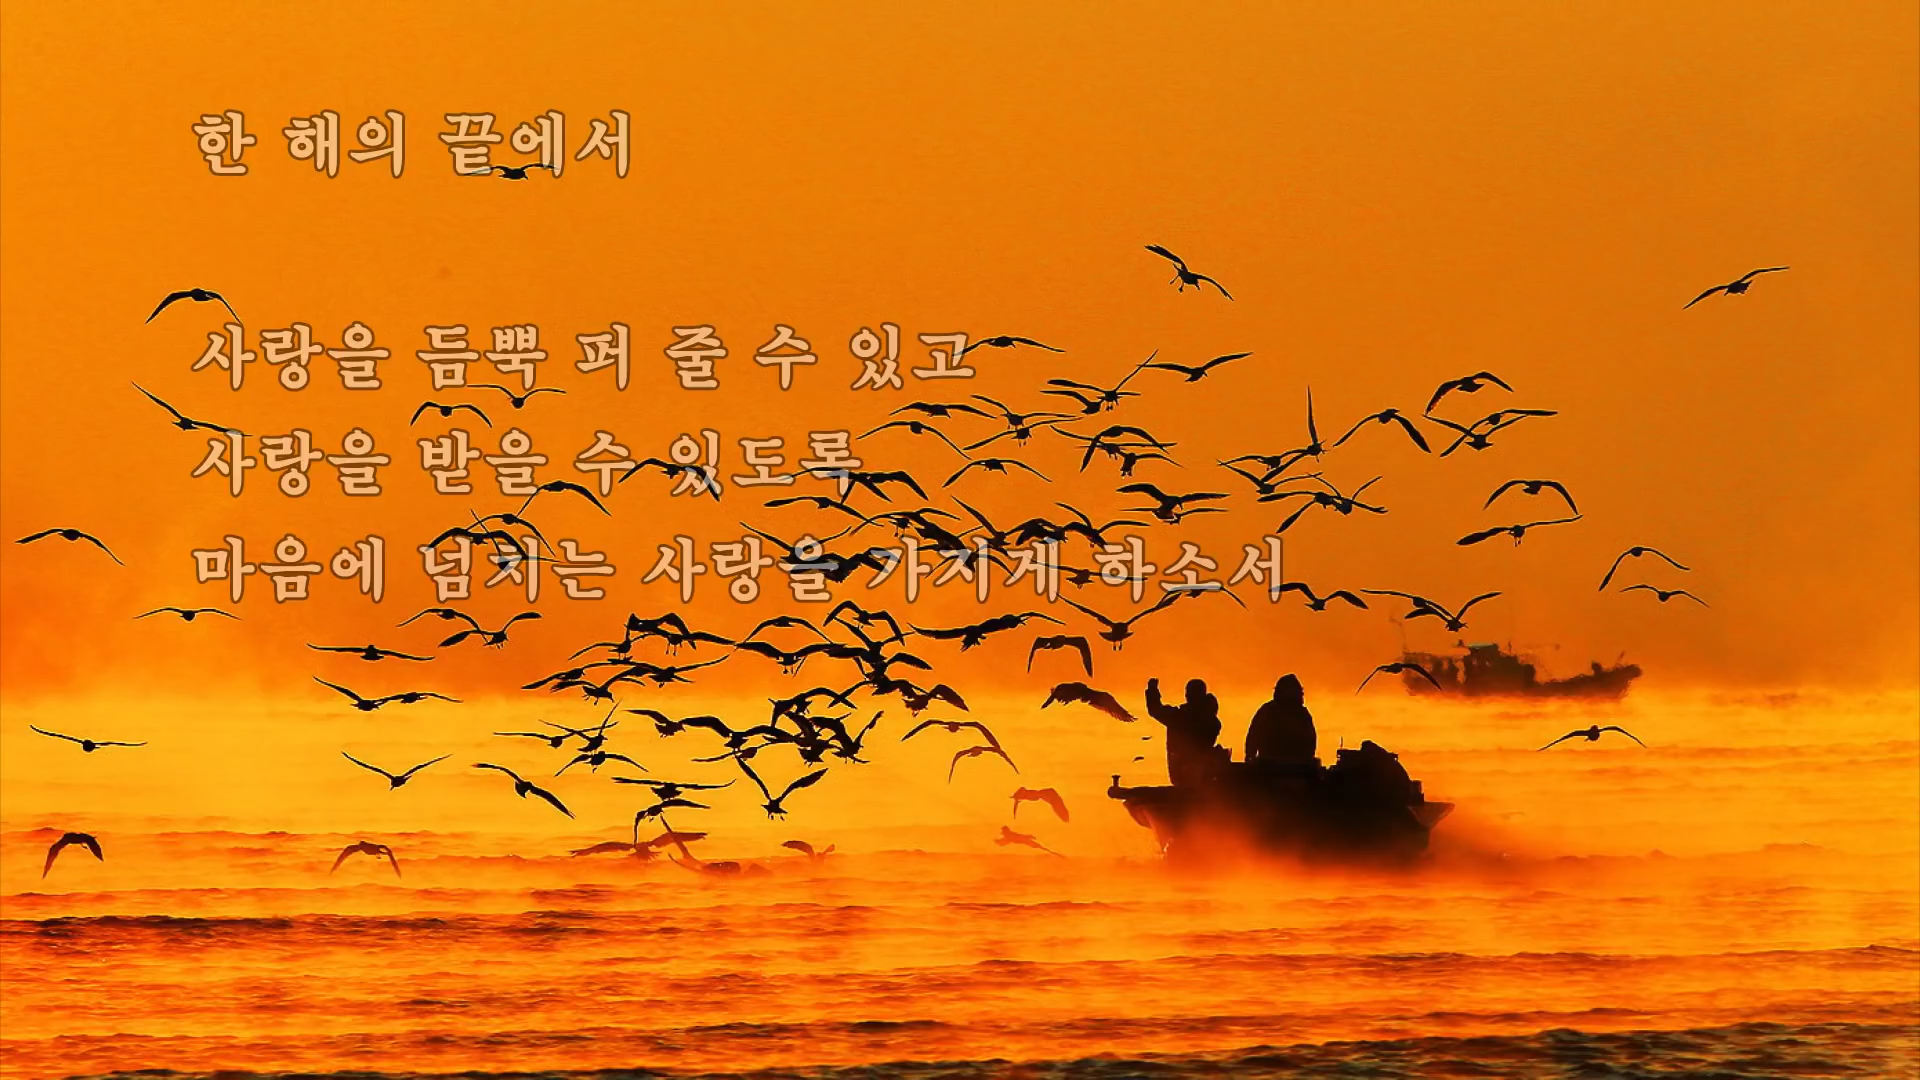 한 해의 끝에서
사랑을 듬뿍 퍼 줄 수 있고
사랑을 받을 수 있도록
마음에 넘치는 사랑을 가지게 하소서